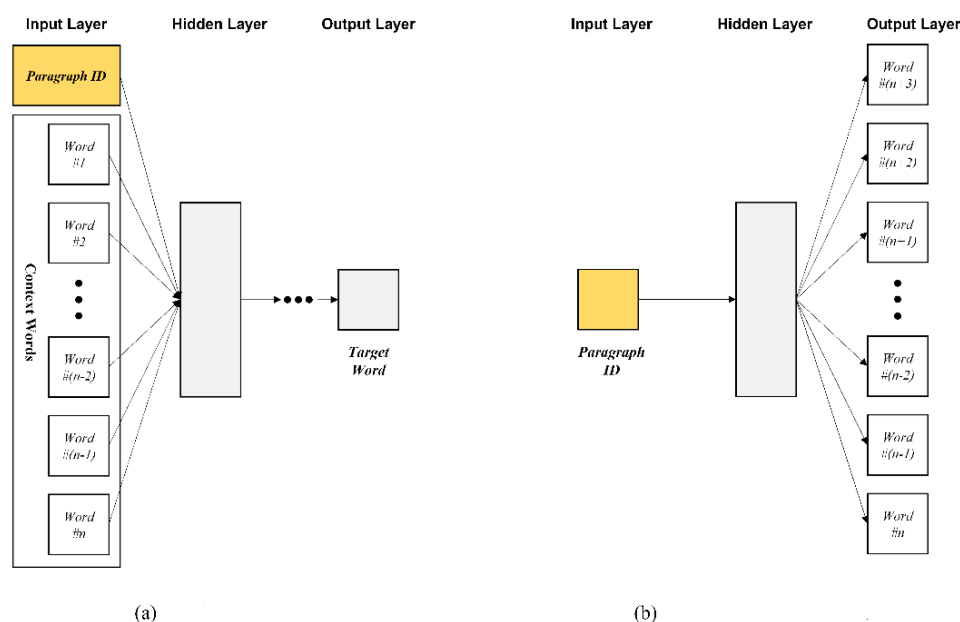 Input Layer
Hidden Layer
Output Layer
Paragraph ID
Context Words
Word
#1
Word
#2
Word
#(n-2)
Word
#(n-1)
Word
#n
Target
Word
(a)
Input Layer
Hidden Layer
Output Layer
Paragraph
ID
Word
#(n+3)
Word
#(n+2)
Word
#(n+1)
Word
#(n-2)
Word
#(n-1)
Word
#n
(b)